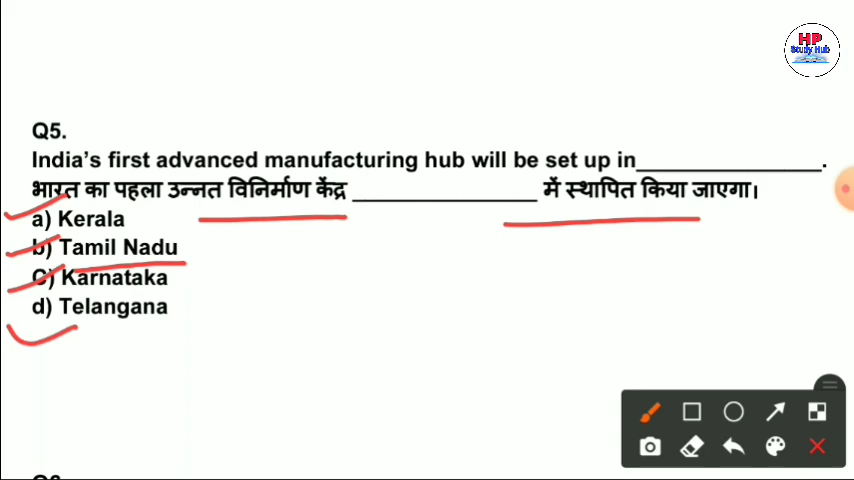 HP
Study Hub
Q5.
India's first advanced manufacturing hub will be set up in_______________.
भारत का पहला उन्नत विनिर्माण केंद्र _______________ में स्थापित किया जाएगा।
a) Kerala
b) Tamil Nadu
C) Karnataka
d) Telangana